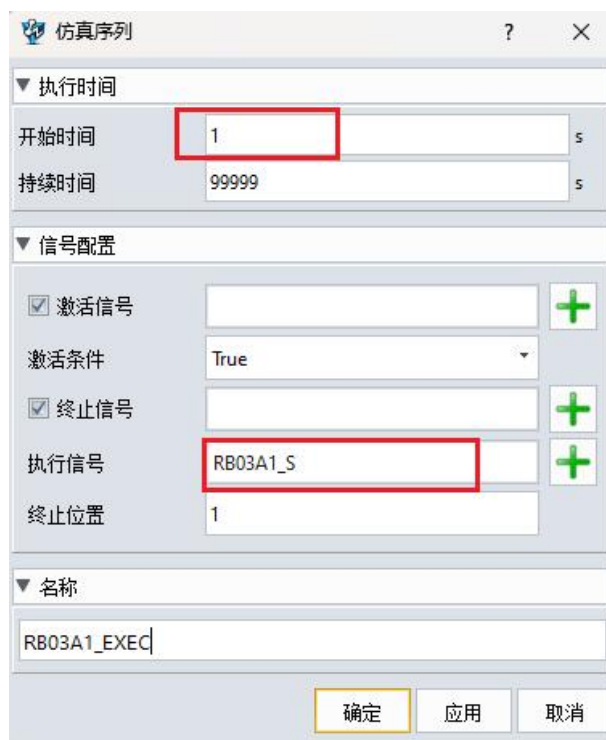 仿真序列 ?
执行时间
开始时间 1 s
持续时间 99999 s
信号配置
激活信号
激活条件 True
终止信号
执行信号 RB03A1_S
终止位置 1
名称
RB03A1_EXEC
确定 应用 取消